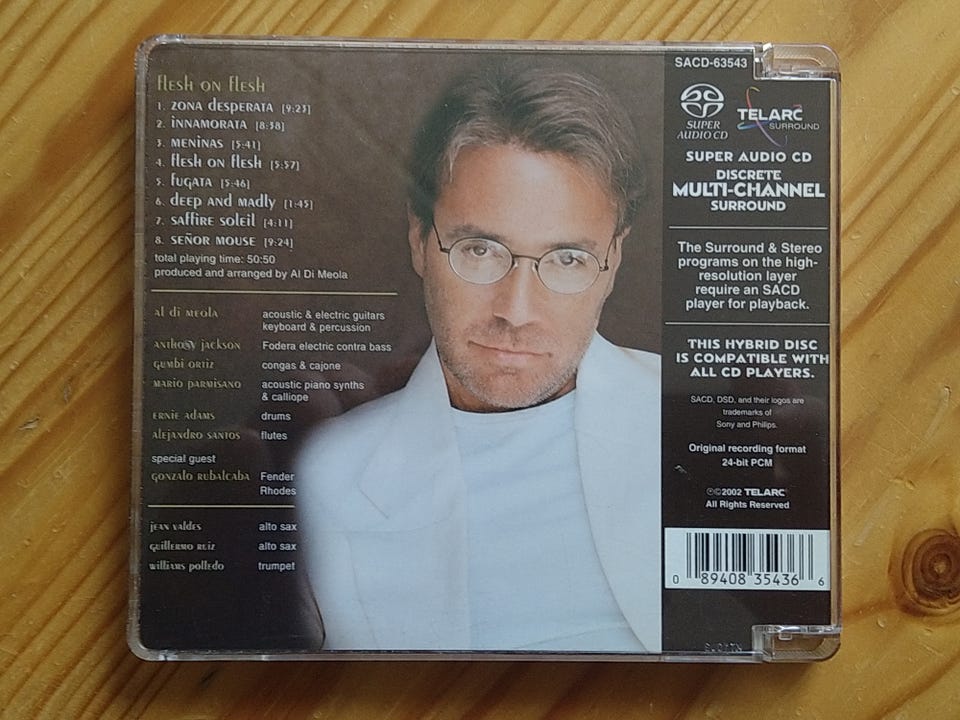 flesh on flesh
1. zona desperata [9:23]
2. innamorata [8:38]
3. meninas [5:41]
4. flesh on flesh [5:57]
5. fugata [5:46]
6. deep and madly [1:45]
7. saffire soleil [4:11]
8. señor mouse [9:24]
total playing time: 50:50
produced and arranged by Al Di Meola
al di meola acoustic & electric guitars
keyboard & percussion
anthony jackson Fodera electric contra bass
gumbi ortiz congas & cajone
mario parmisano acoustic piano synths
& calliope
ernie adams drums
alejandro santos flutes
special guest
gonzalo rubalcaba Fender
Rhodes
jean valdes alto sax
guillermo ruiz alto sax
williams polledo trumpet
SACD-63543
SUPER AUDIO CD
TELARC
SURROUND
SUPER AUDIO CD
DISCRETE
MULTI-CHANNEL
SURROUND
The Surround & Stereo
programs on the high-
resolution layer
require an SACD
player for playback.
THIS HYBRID DISC
IS COMPATIBLE WITH
ALL CD PLAYERS.
SACD, DSD, and their logos are
trademarks of
Sony and Philips.
Original recording format
24-bit PCM
℗©2002 TELARC
All Rights Reserved
0 89408 35436 6